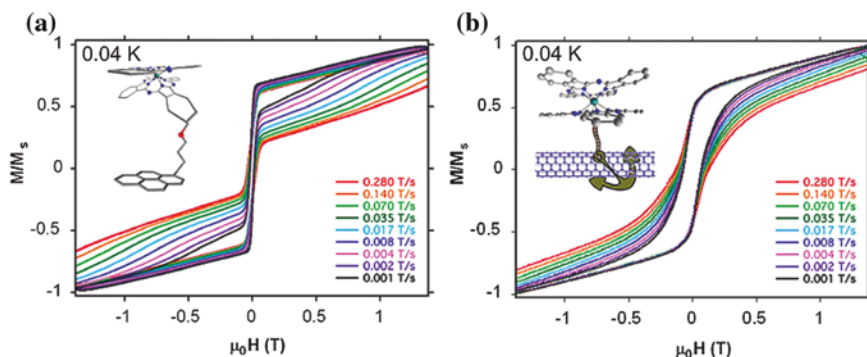 (a)
0.04 K
M/Ms
1
0.5
0
-0.5
-1
-1
-0.5
0
0.5
1
μ₀H (T)
0.280 T/s
0.140 T/s
0.070 T/s
0.035 T/s
0.017 T/s
0.008 T/s
0.004 T/s
0.002 T/s
0.001 T/s
(b)
0.04 K
1
0.5
0
-0.5
-1
-1
-0.5
0
0.5
1
μ₀H (T)
0.280 T/s
0.140 T/s
0.070 T/s
0.035 T/s
0.017 T/s
0.008 T/s
0.004 T/s
0.002 T/s
0.001 T/s